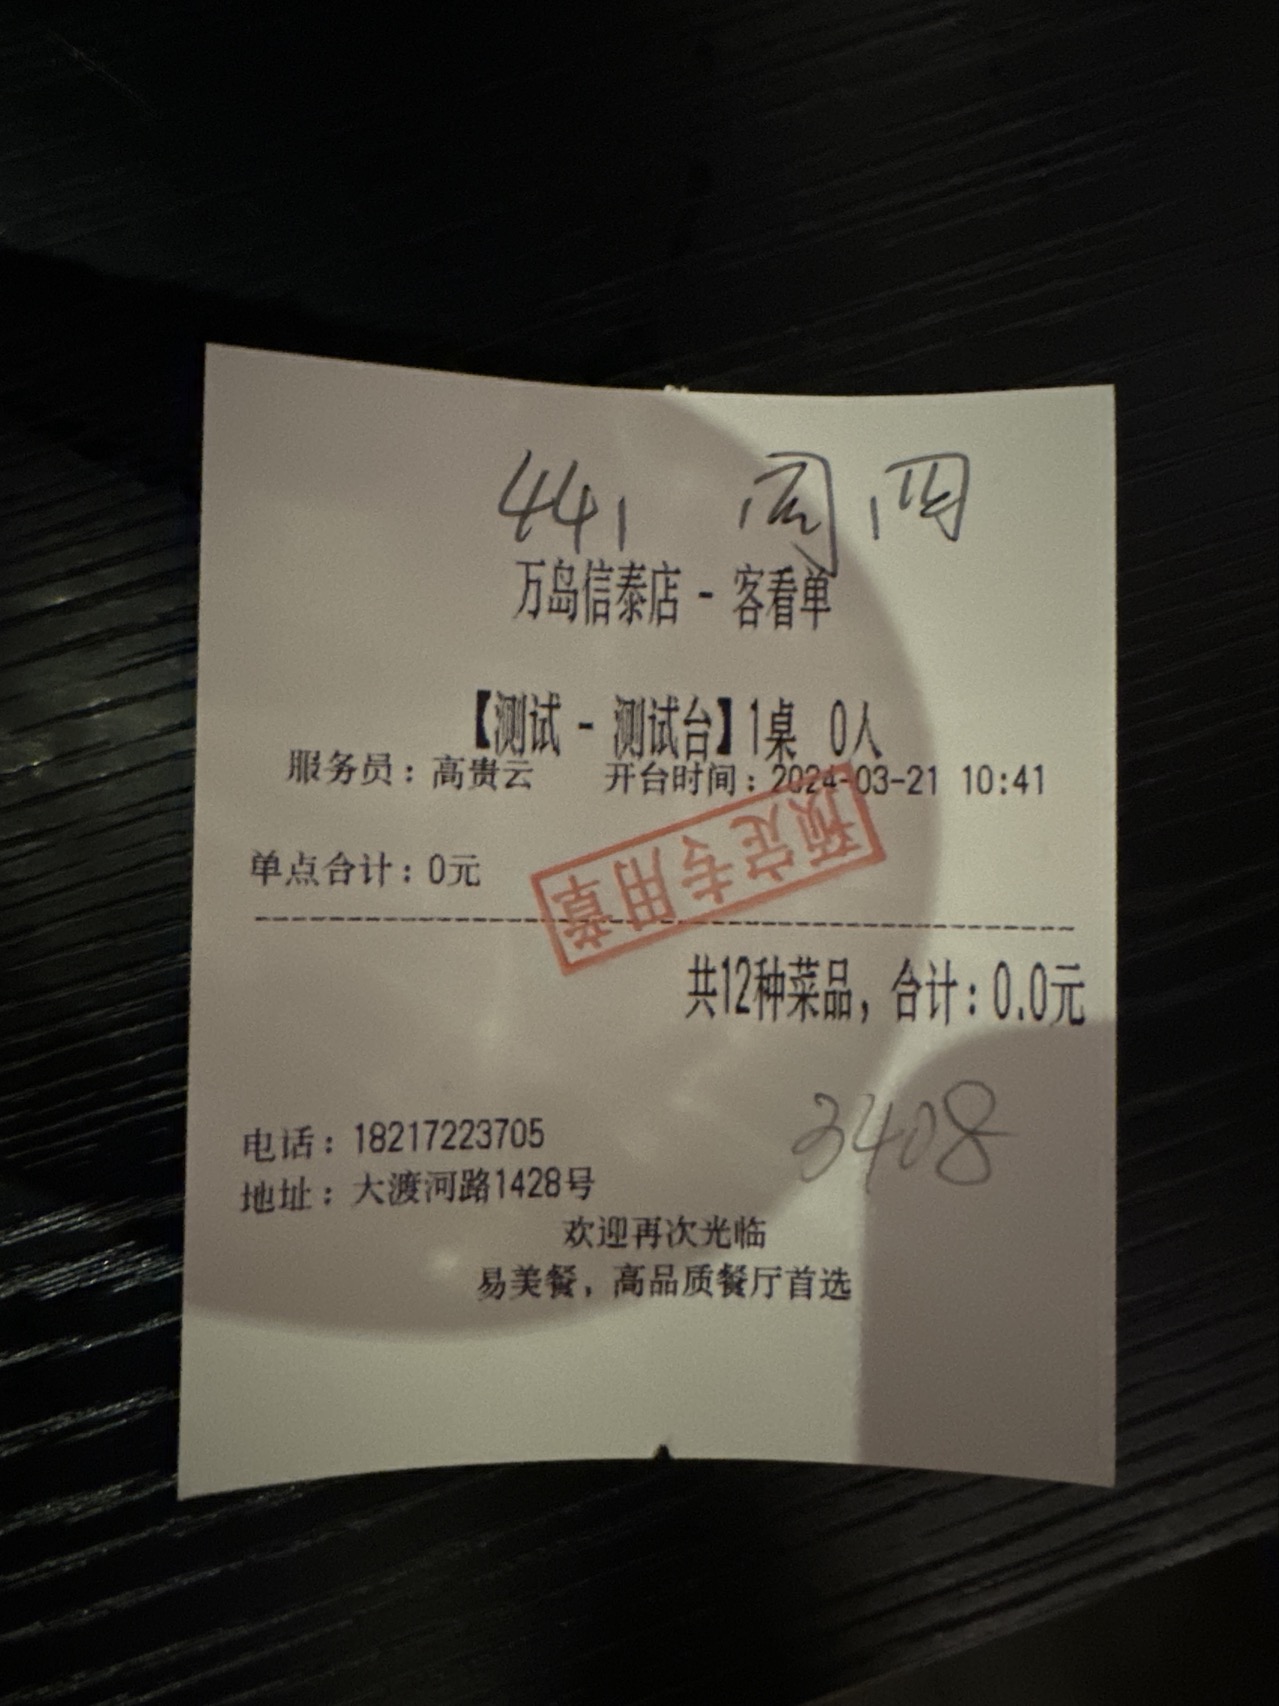 441 周四
万岛信泰店 - 客看单
【测试 - 测试台】1桌 0人
服务员：高贵云 开台时间：2024-03-21 10:41
预定专用章
单点合计：0元
共12种菜品，合计：0.0元
3408
电话：18217223705
地址：大渡河路1428号
欢迎再次光临
易美餐，高品质餐厅首选